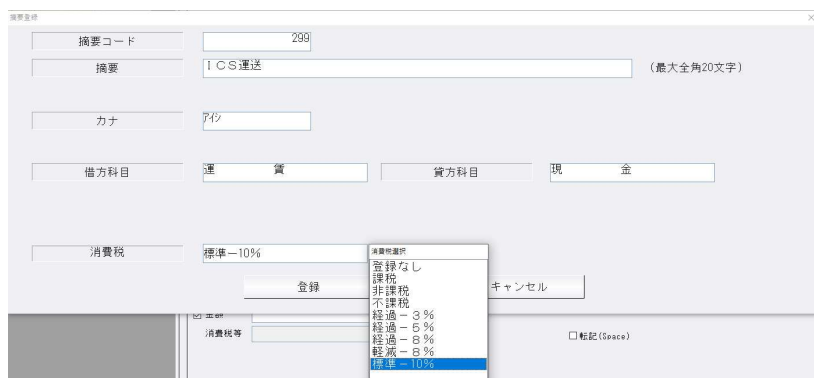 摘要登録
摘要コード 299
摘要 ICS運送 (最大全角20文字)
カナ ｱｲｼ
借方科目 運 賃 貸方科目 現 金
消費税 標準-10%
消費税選択
登録なし
課税
非課税
不課税
経過-3%
経過-5%
経過-8%
軽減-8%
標準-10%
登録 キャンセル
金額
消費税等 転記(Space)